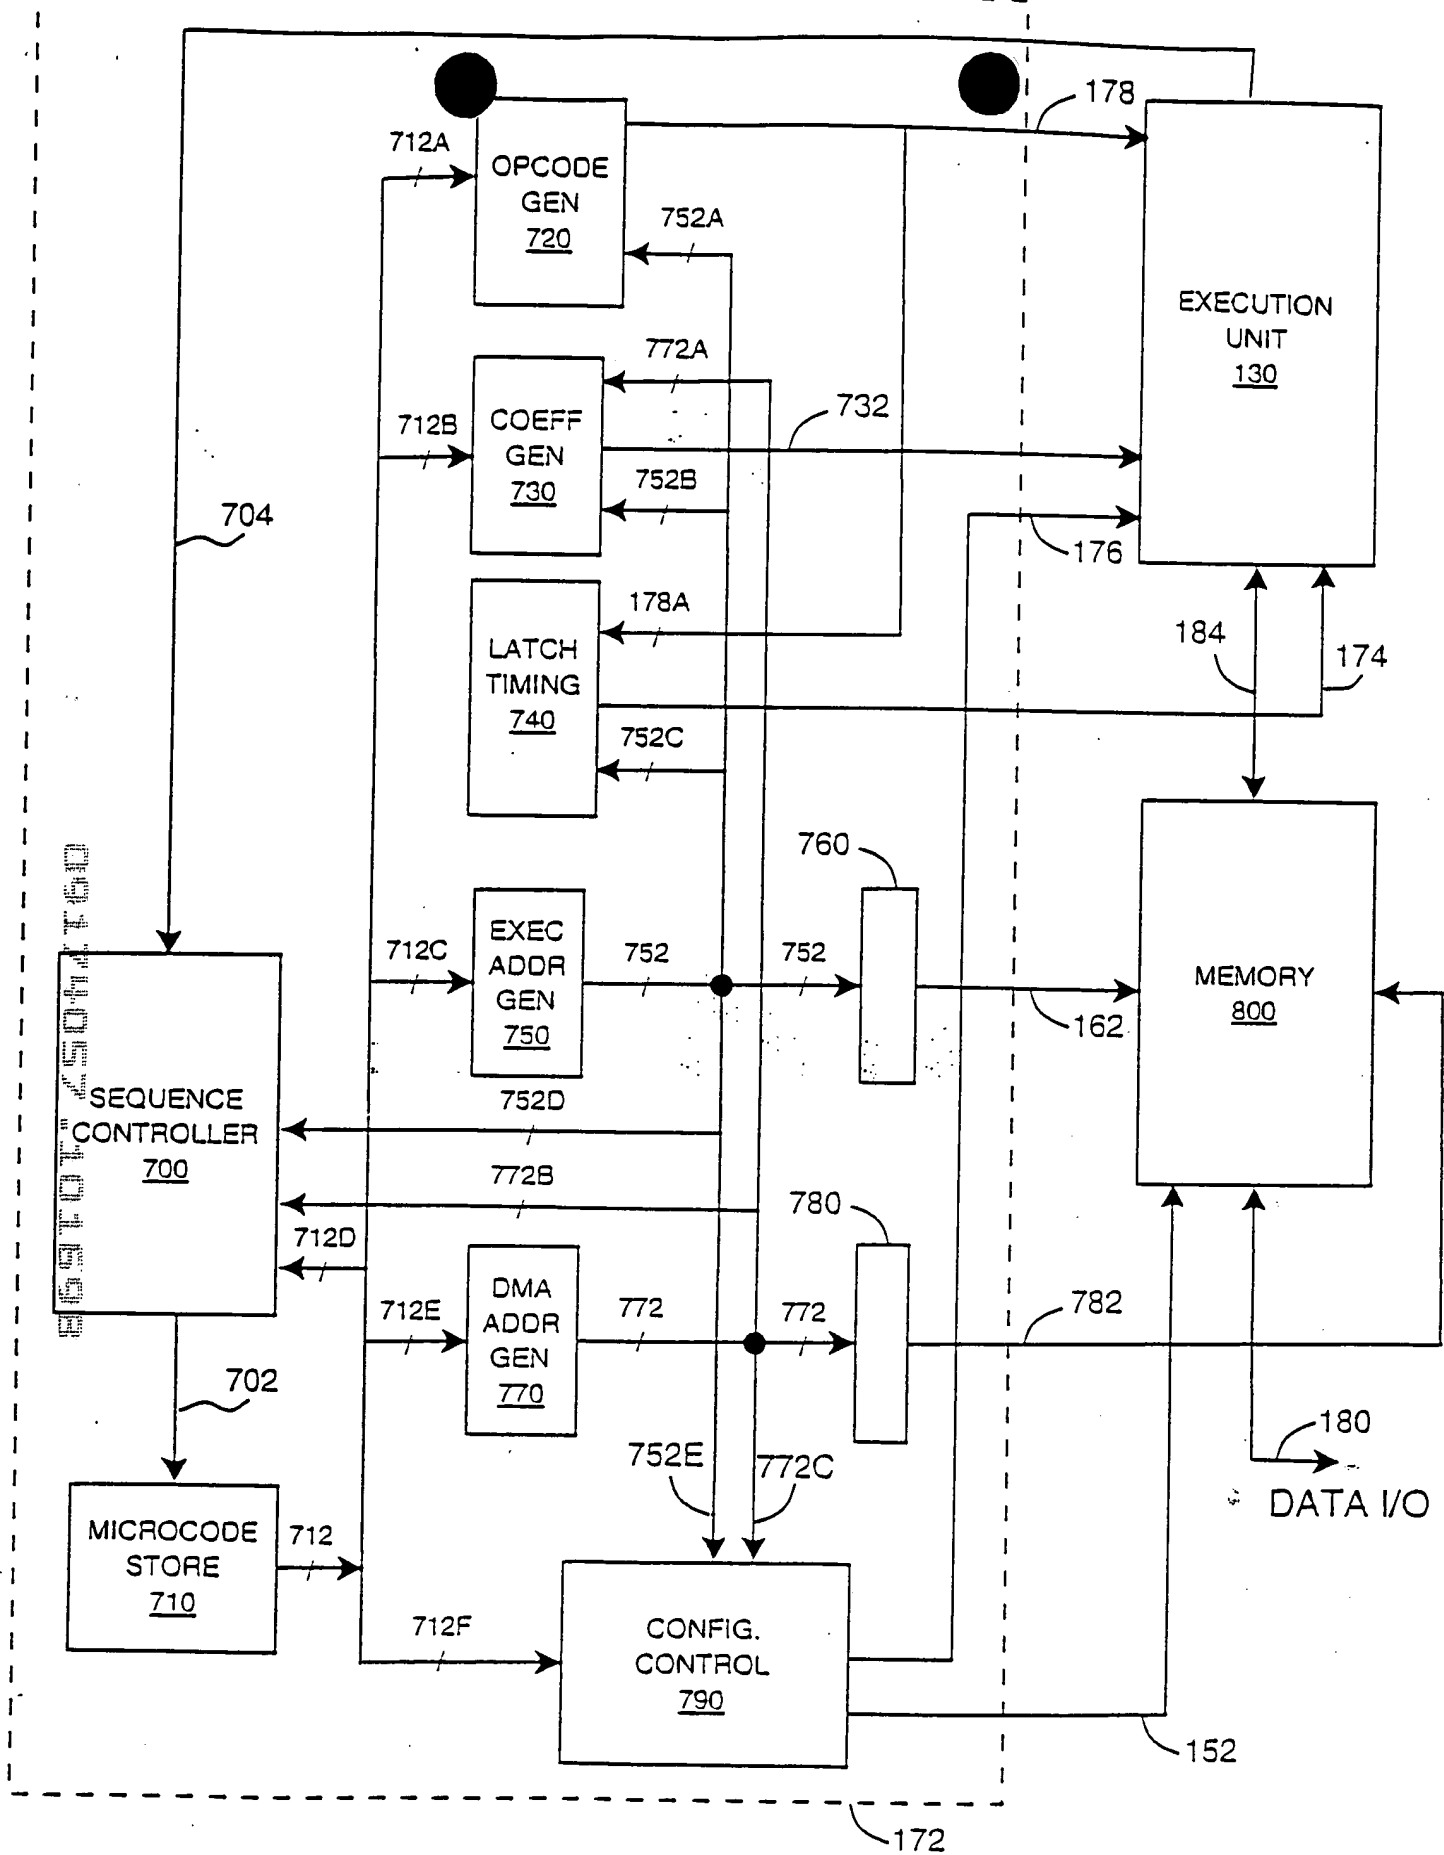 178
712A
OPCODE
GEN
720
752A
EXECUTION
UNIT
130
772A
732
712B
COEFF
GEN
730
752B
704
176
178A
184
174
LATCH
TIMING
740
752C
760
712C
EXEC
ADDR
GEN
750
752
752
162
MEMORY
800
SEQUENCE
CONTROLLER
700
752D
772B
780
712D
712E
DMA
ADDR
GEN
770
772
772
782
702
180
DATA I/O
752E
772C
MICROCODE
STORE
710
712
712F
CONFIG.
CONTROL
790
152
172